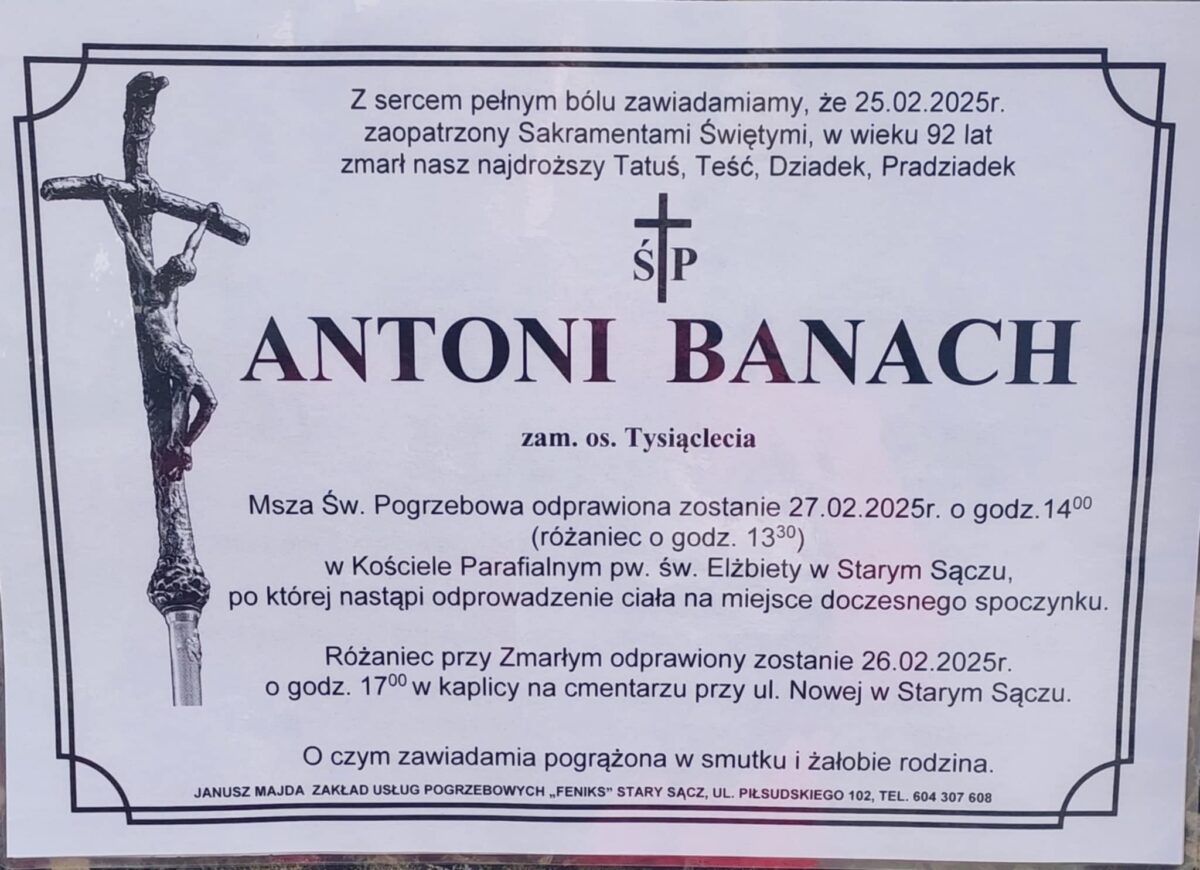 Z sercem pełnym bólu zawiadamiamy, że 25.02.2025r.
zaopatrzony Sakramentami Świętymi, w wieku 92 lat
zmarł nasz najdroższy Tatuś, Teść, Dziadek, Pradziadek
Ś P
ANTONI BANACH
zam. os. Tysiąclecia
Msza Św. Pogrzebowa odprawiona zostanie 27.02.2025r. o godz.14⁰⁰
(różaniec o godz. 13³⁰)
w Kościele Parafialnym pw. św. Elżbiety w Starym Sączu,
po której nastąpi odprowadzenie ciała na miejsce doczesnego spoczynku.
Różaniec przy Zmarłym odprawiony zostanie 26.02.2025r.
o godz. 17⁰⁰ w kaplicy na cmentarzu przy ul. Nowej w Starym Sączu.
O czym zawiadamia pogrążona w smutku i żałobie rodzina.
JANUSZ MAJDA ZAKŁAD USŁUG POGRZEBOWYCH „FENIKS” STARY SĄCZ, UL. PIŁSUDSKIEGO 102, TEL. 604 307 608